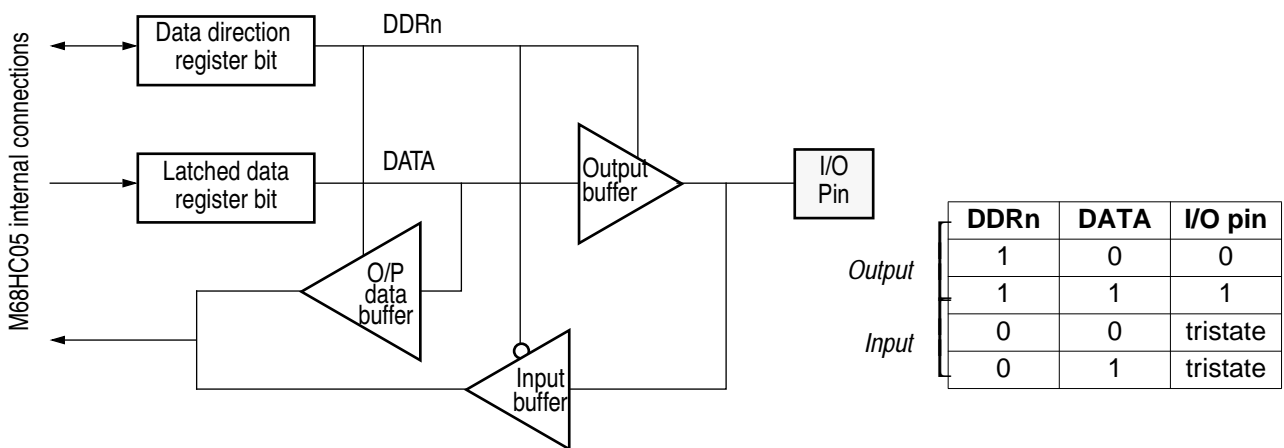 M68HC05 internal connections
Data direction
register bit
DDRn
Latched data
register bit
DATA
Output
buffer
I/O
Pin
O/P
data
buffer
Input
buffer
DDRn DATA I/O pin
Output
1 0 0
1 1 1
Input
0 0 tristate
0 1 tristate